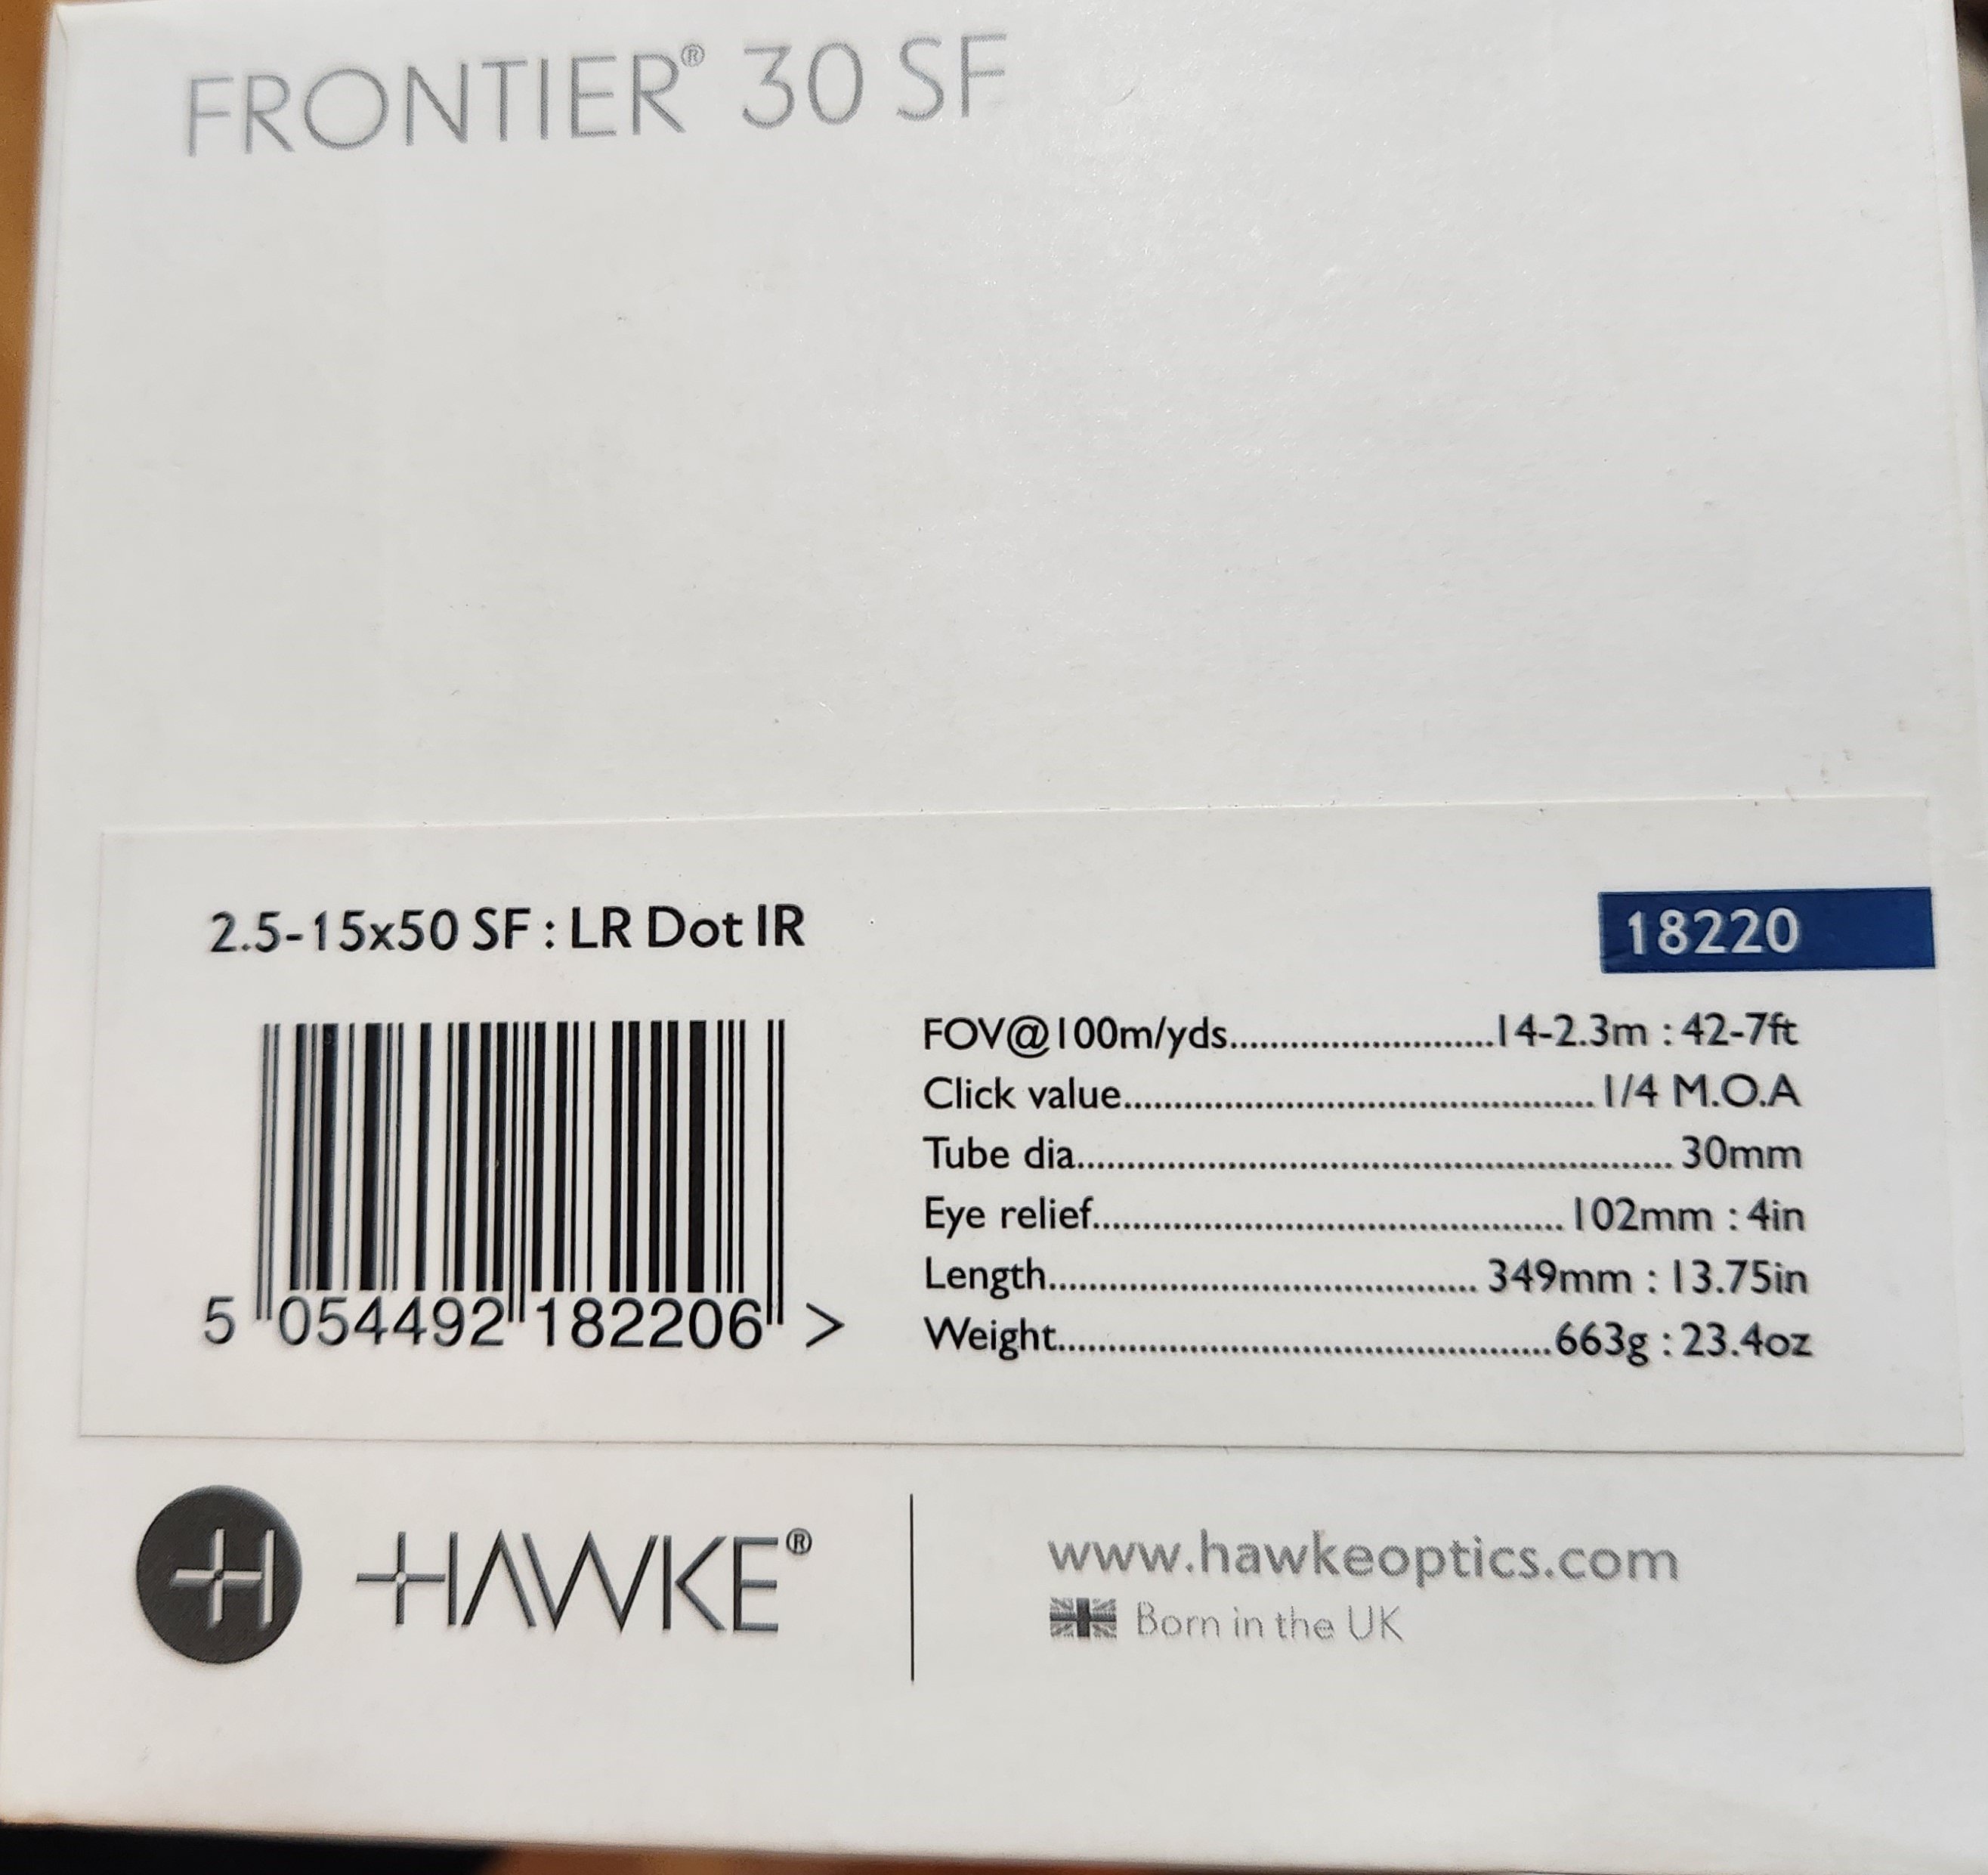 FRONTIER® 30 SF
2.5-15x50 SF : LR Dot IR
18220
FOV@100m/yds..........................14-2.3m : 42-7ft
Click value............................................... 1/4 M.O.A
Tube dia............................................................ 30mm
Eye relief............................................... 102mm : 4in
Length........................................... 349mm : 13.75in
Weight.................................................663g : 23.4oz
5 054492 182206 >
HAWKE®
www.hawkeoptics.com
Born in the UK